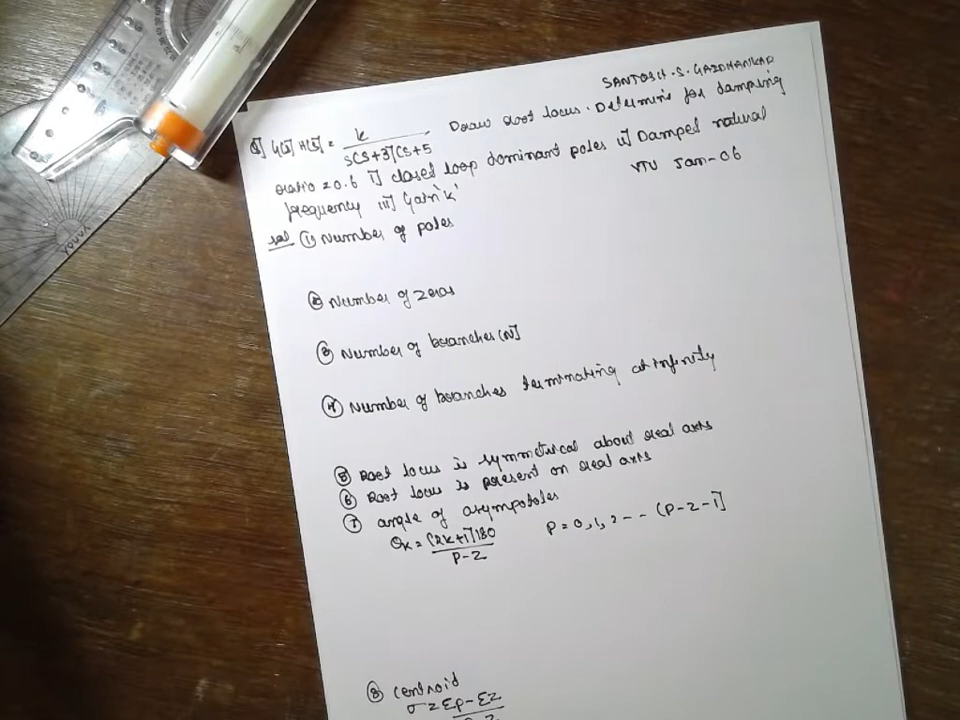 SANTOSH.S.GAIDHANKAR
Q] G[S] H[S] = K Draw root locus. Determine for damping
S[S+3][S+5
ratio = 0.6 i] closed loop dominant poles ii] Damped natural
frequency iii] Gain 'k' VTU Jan-06
sol (1) Number of poles
(2) Number of zeros
(3) Number of branches [N]
(4) Number of branches terminating at infinity
(5) Root locus is symmetrical about real axis
(6) Root locus is present on real axis
(7) angle of asymptotes
θK = [2K+1]180 P = 0, 1, 2 -- - (P-Z-1]
P-Z
(8) centroid
σ = ΣP - ΣZ